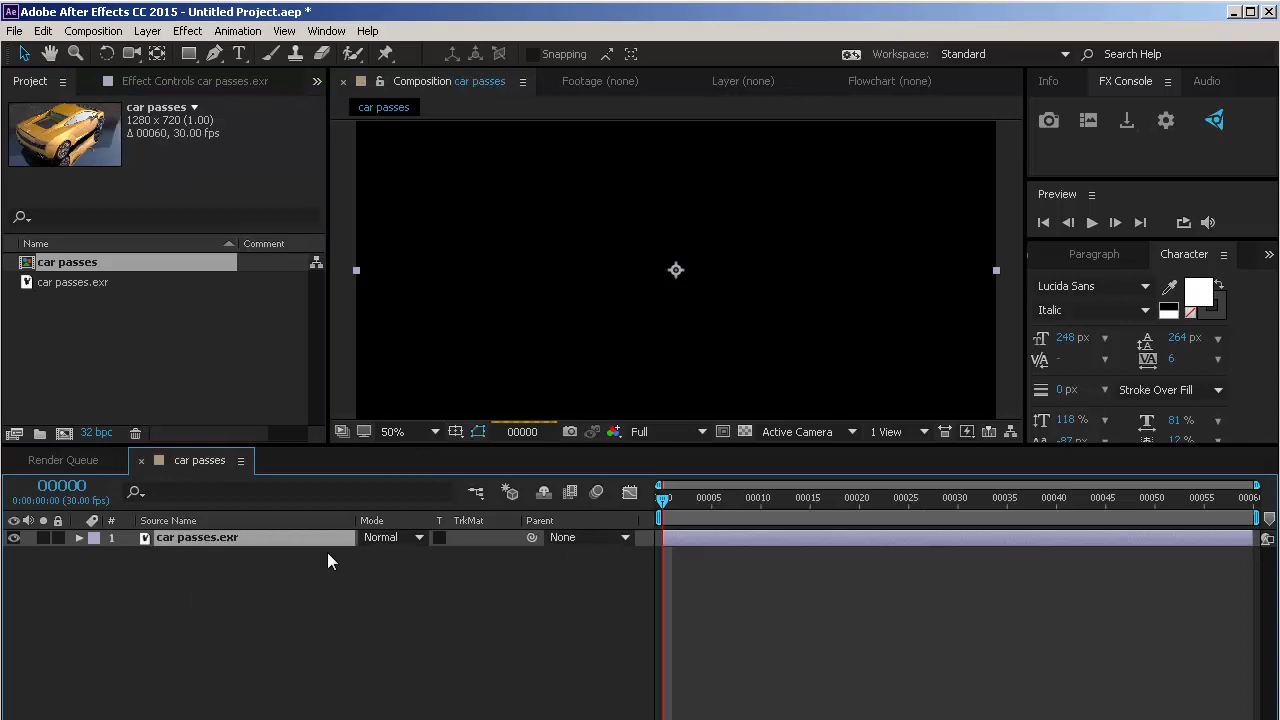 Ae Adobe After Effects CC 2015 - Untitled Project.aep *
File Edit Composition Layer Effect Animation View Window Help
Snapping Workspace: Standard Search Help
Project Effect Controls car passes.exr Composition car passes Footage (none) Layer (none) Flowchart (none) Info FX Console Audio
car passes
1280 x 720 (1.00)
Δ 00060, 30.00 fps
car passes
Preview
Name Comment
car passes
car passes.exr
Paragraph Character
Lucida Sans
Italic
248 px 264 px
- 6
0 px Stroke Over Fill
118 % 81 %
-87 px 12 %
32 bpc
50% 00000 Full Active Camera 1 View
Render Queue car passes
00000
0:00:00:00 (30.00 fps)
00005 00010 00015 00020 00025 00030 00035 00040 00045 00050 00055
# Source Name Mode T TrkMat Parent
1 car passes.exr Normal None